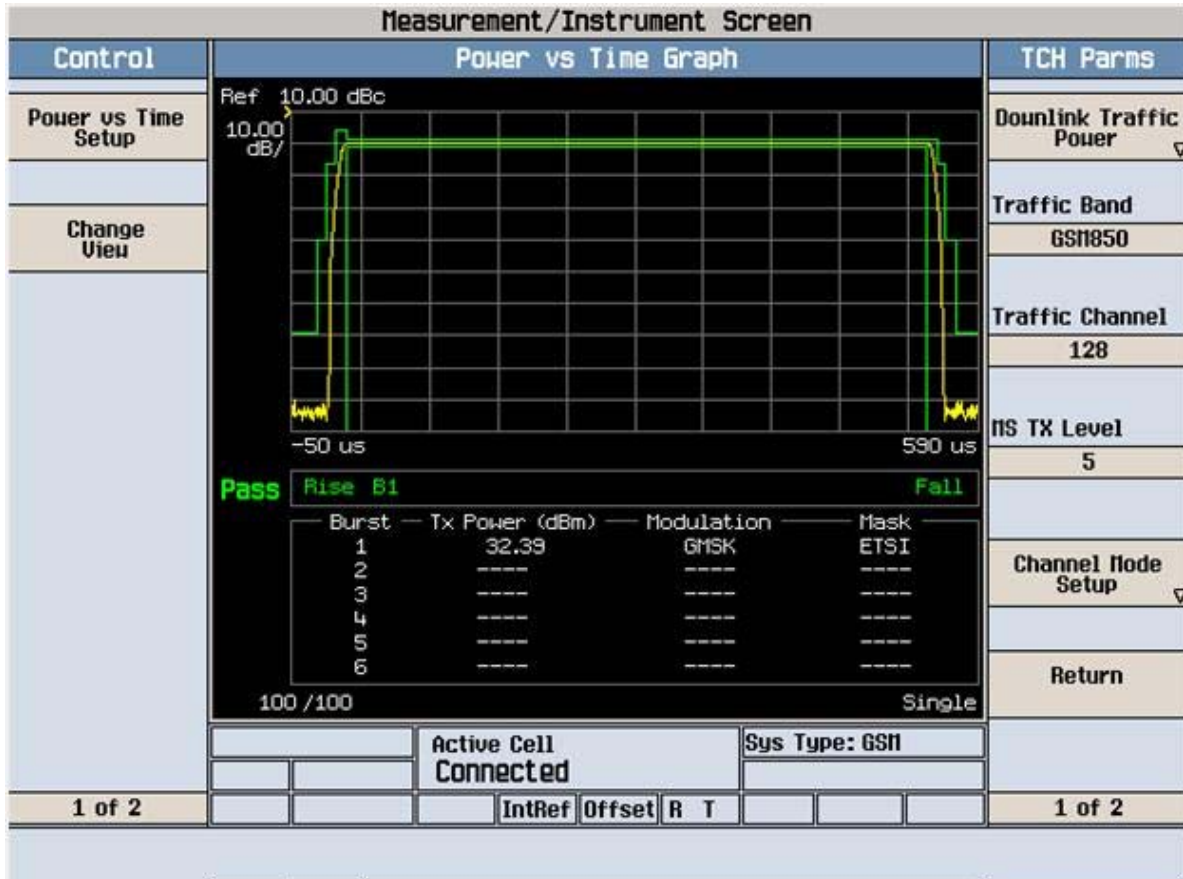 Measurement/Instrument Screen
Control
Power vs Time Setup
Change View
1 of 2
Power vs Time Graph
Ref 10.00 dBc
10.00
dB/
-50 us
590 us
Pass
Rise B1
Fall
Burst Tx Power (dBm) Modulation Mask
1 32.39 GMSK ETSI
2 ---- ---- ----
3 ---- ---- ----
4 ---- ---- ----
5 ---- ---- ----
6 ---- ---- ----
100 /100
Single
Active Cell
Connected
Sys Type: GSM
IntRef Offset R T
TCH Parms
Downlink Traffic
Power
Traffic Band
GSM850
Traffic Channel
128
MS TX Level
5
Channel Mode
Setup
Return
1 of 2